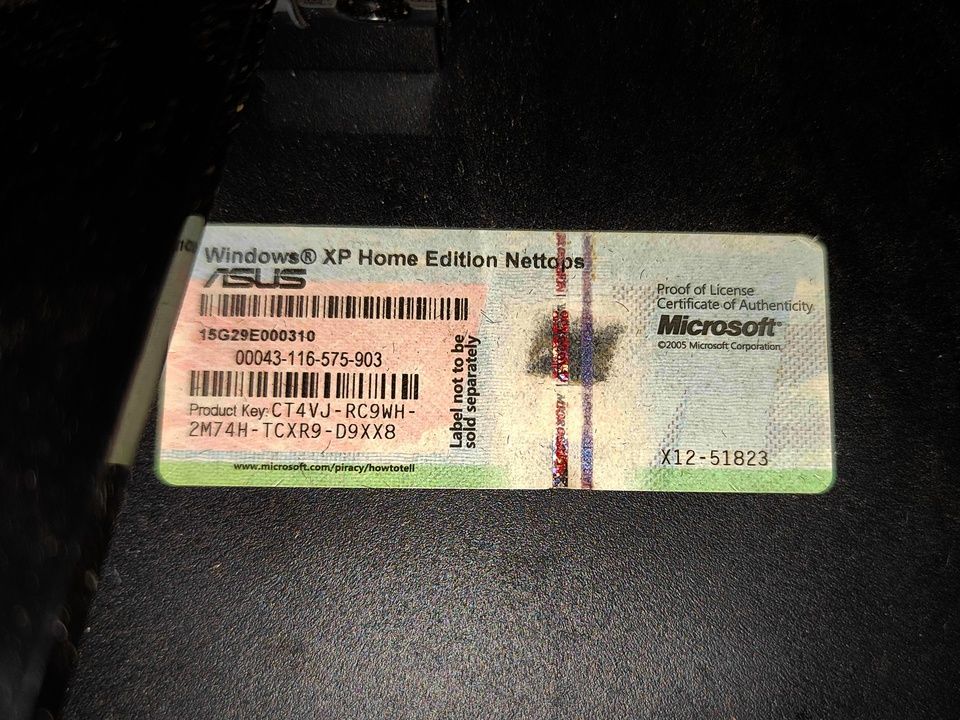 Windows® XP Home Edition Nettops
ASUS
15G29E000310
00043-116-575-903
Product Key: CT4VJ-RC9WH-
2M74H-TCXR9-D9XX8
www.microsoft.com/piracy/howtotell
Label not to be
sold separately
Proof of License
Certificate of Authenticity
Microsoft®
©2005 Microsoft Corporation.
X12-51823